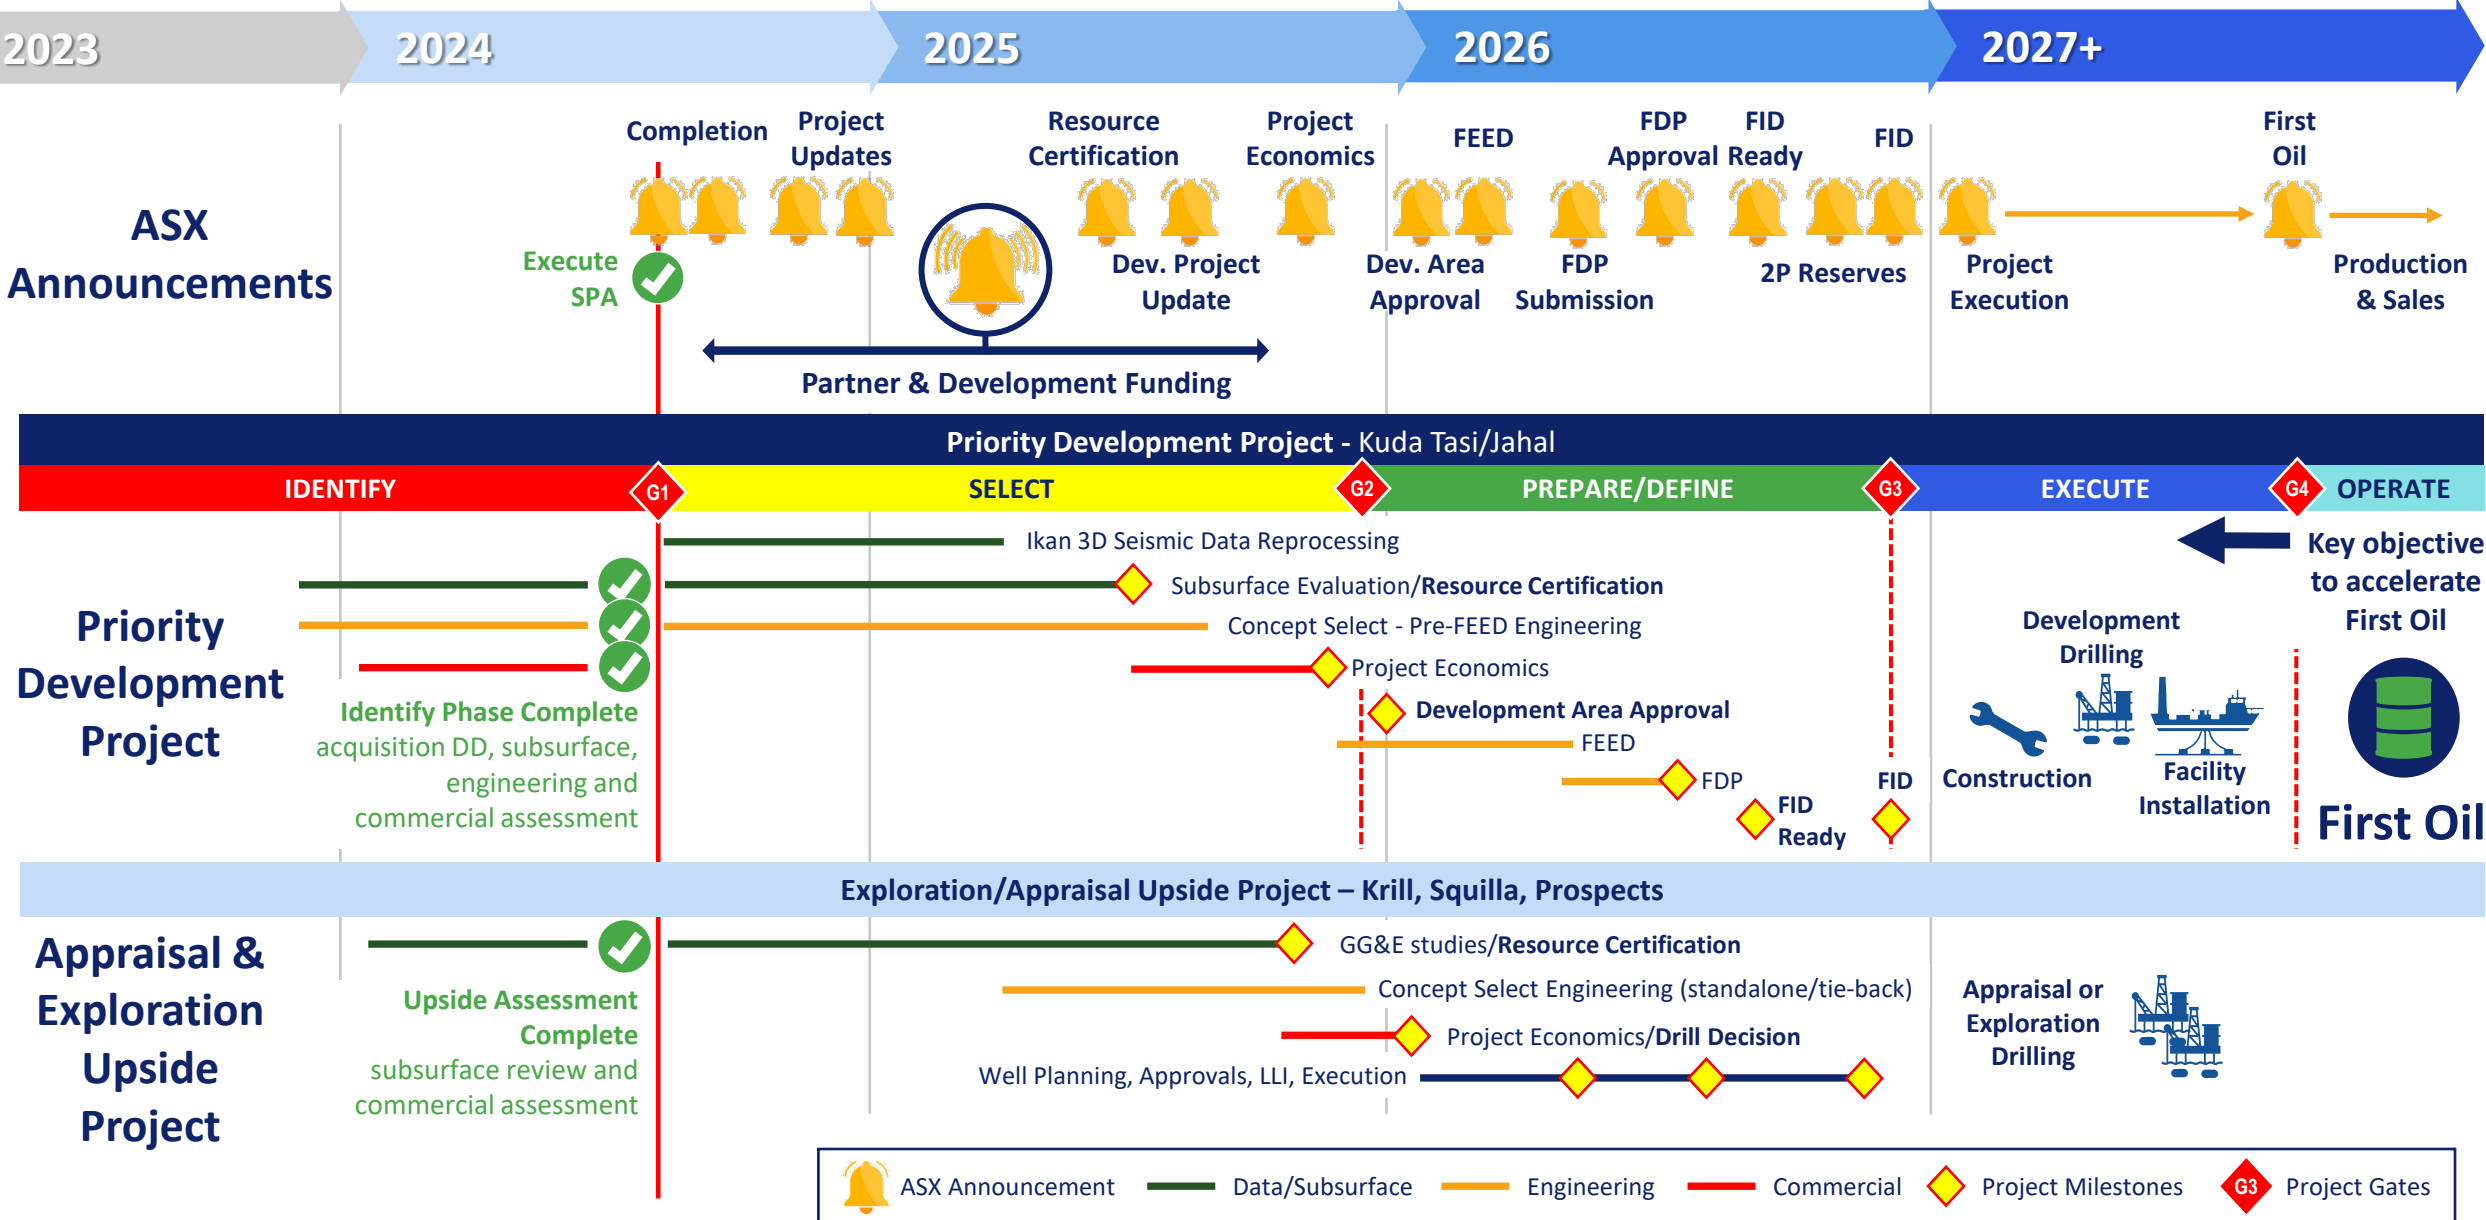 2023
2024
2025
2026
2027+
ASX
Announcements
Completion
Project
Updates
Resource
Certification
Project
Economics
FEED
FDP
Approval
FID
Ready
FID
First
Oil
Execute
SPA
Dev. Project
Update
Dev. Area
Approval
FDP
Submission
2P Reserves
Project
Execution
Production
& Sales
Partner & Development Funding
Priority Development Project - Kuda Tasi/Jahal
IDENTIFY
G1
SELECT
G2
PREPARE/DEFINE
G3
EXECUTE
G4
OPERATE
Priority
Development
Project
Ikan 3D Seismic Data Reprocessing
Subsurface Evaluation/Resource Certification
Concept Select - Pre-FEED Engineering
Project Economics
Identify Phase Complete
acquisition DD, subsurface,
engineering and
commercial assessment
Development Area Approval
FEED
FDP
FID
Ready
FID
Key objective
to accelerate
First Oil
Development
Drilling
Construction
Facility
Installation
First Oil
Exploration/Appraisal Upside Project – Krill, Squilla, Prospects
Appraisal &
Exploration
Upside
Project
Upside Assessment
Complete
subsurface review and
commercial assessment
GG&E studies/Resource Certification
Concept Select Engineering (standalone/tie-back)
Project Economics/Drill Decision
Well Planning, Approvals, LLI, Execution
Appraisal or
Exploration
Drilling
ASX Announcement
Data/Subsurface
Engineering
Commercial
Project Milestones
G3
Project Gates